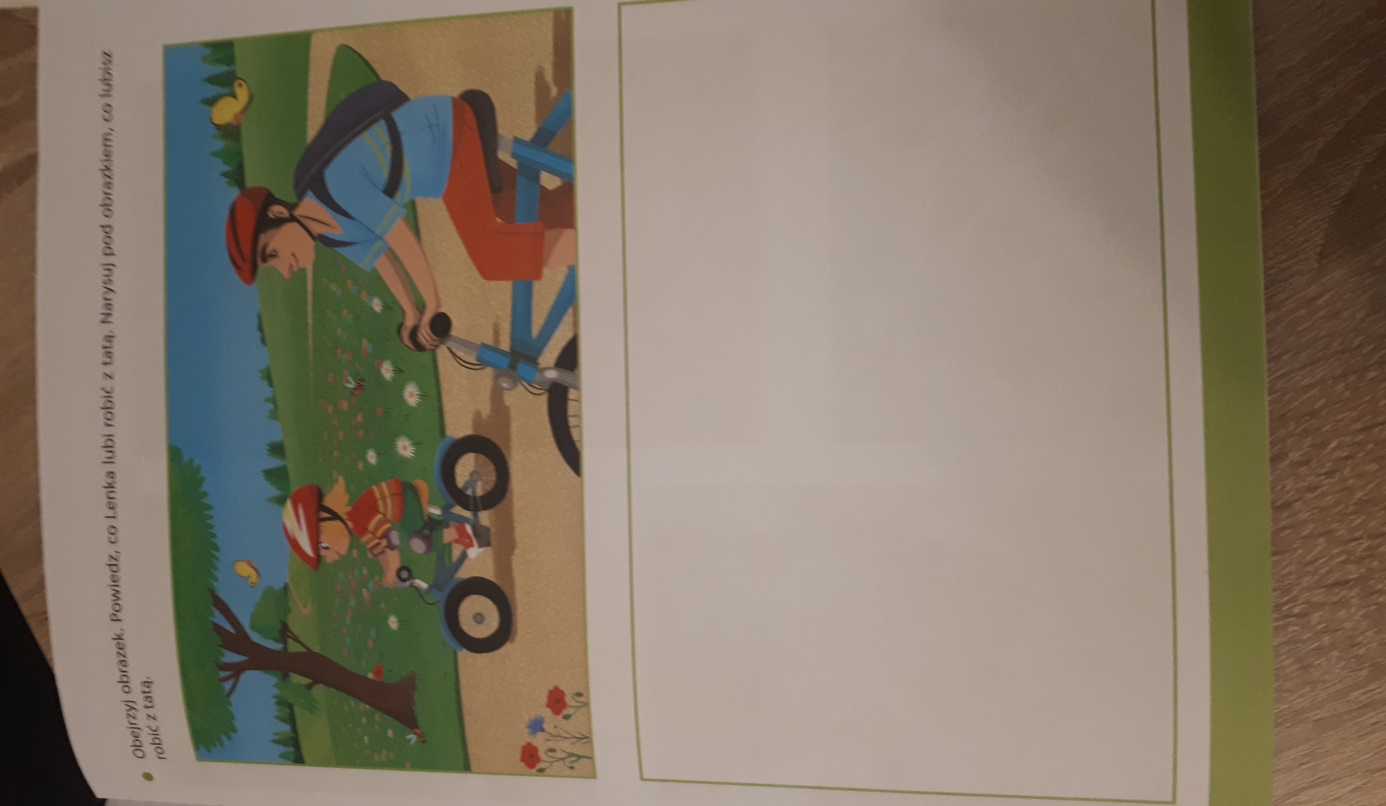 Obejrzyj obrazek. Powiedz, co Lenka lubi robić z tatą. Narysuj pod obrazkiem, co lubisz
robić z tatą.